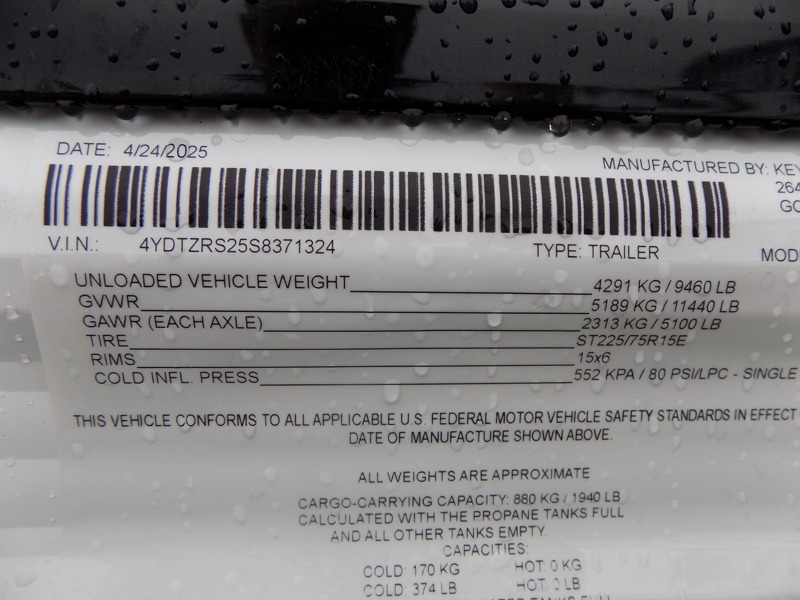 DATE: 4/24/2025
MANUFACTURED BY: KEY
264
GO
V.I.N.: 4YDTZRS25S8371324 TYPE: TRAILER MOD
UNLOADED VEHICLE WEIGHT 4291 KG / 9460 LB
GVWR 5189 KG / 11440 LB
GAWR (EACH AXLE) 2313 KG / 5100 LB
TIRE ST225/75R15E
RIMS 15x6
COLD INFL. PRESS 552 KPA / 80 PSI/LPC - SINGLE
THIS VEHICLE CONFORMS TO ALL APPLICABLE U.S. FEDERAL MOTOR VEHICLE SAFETY STANDARDS IN EFFECT
DATE OF MANUFACTURE SHOWN ABOVE.
ALL WEIGHTS ARE APPROXIMATE
CARGO-CARRYING CAPACITY: 880 KG / 1940 LB
CALCULATED WITH THE PROPANE TANKS FULL
AND ALL OTHER TANKS EMPTY.
CAPACITIES:
COLD: 170 KG HOT: 0 KG
COLD: 374 LB HOT: 0 LB